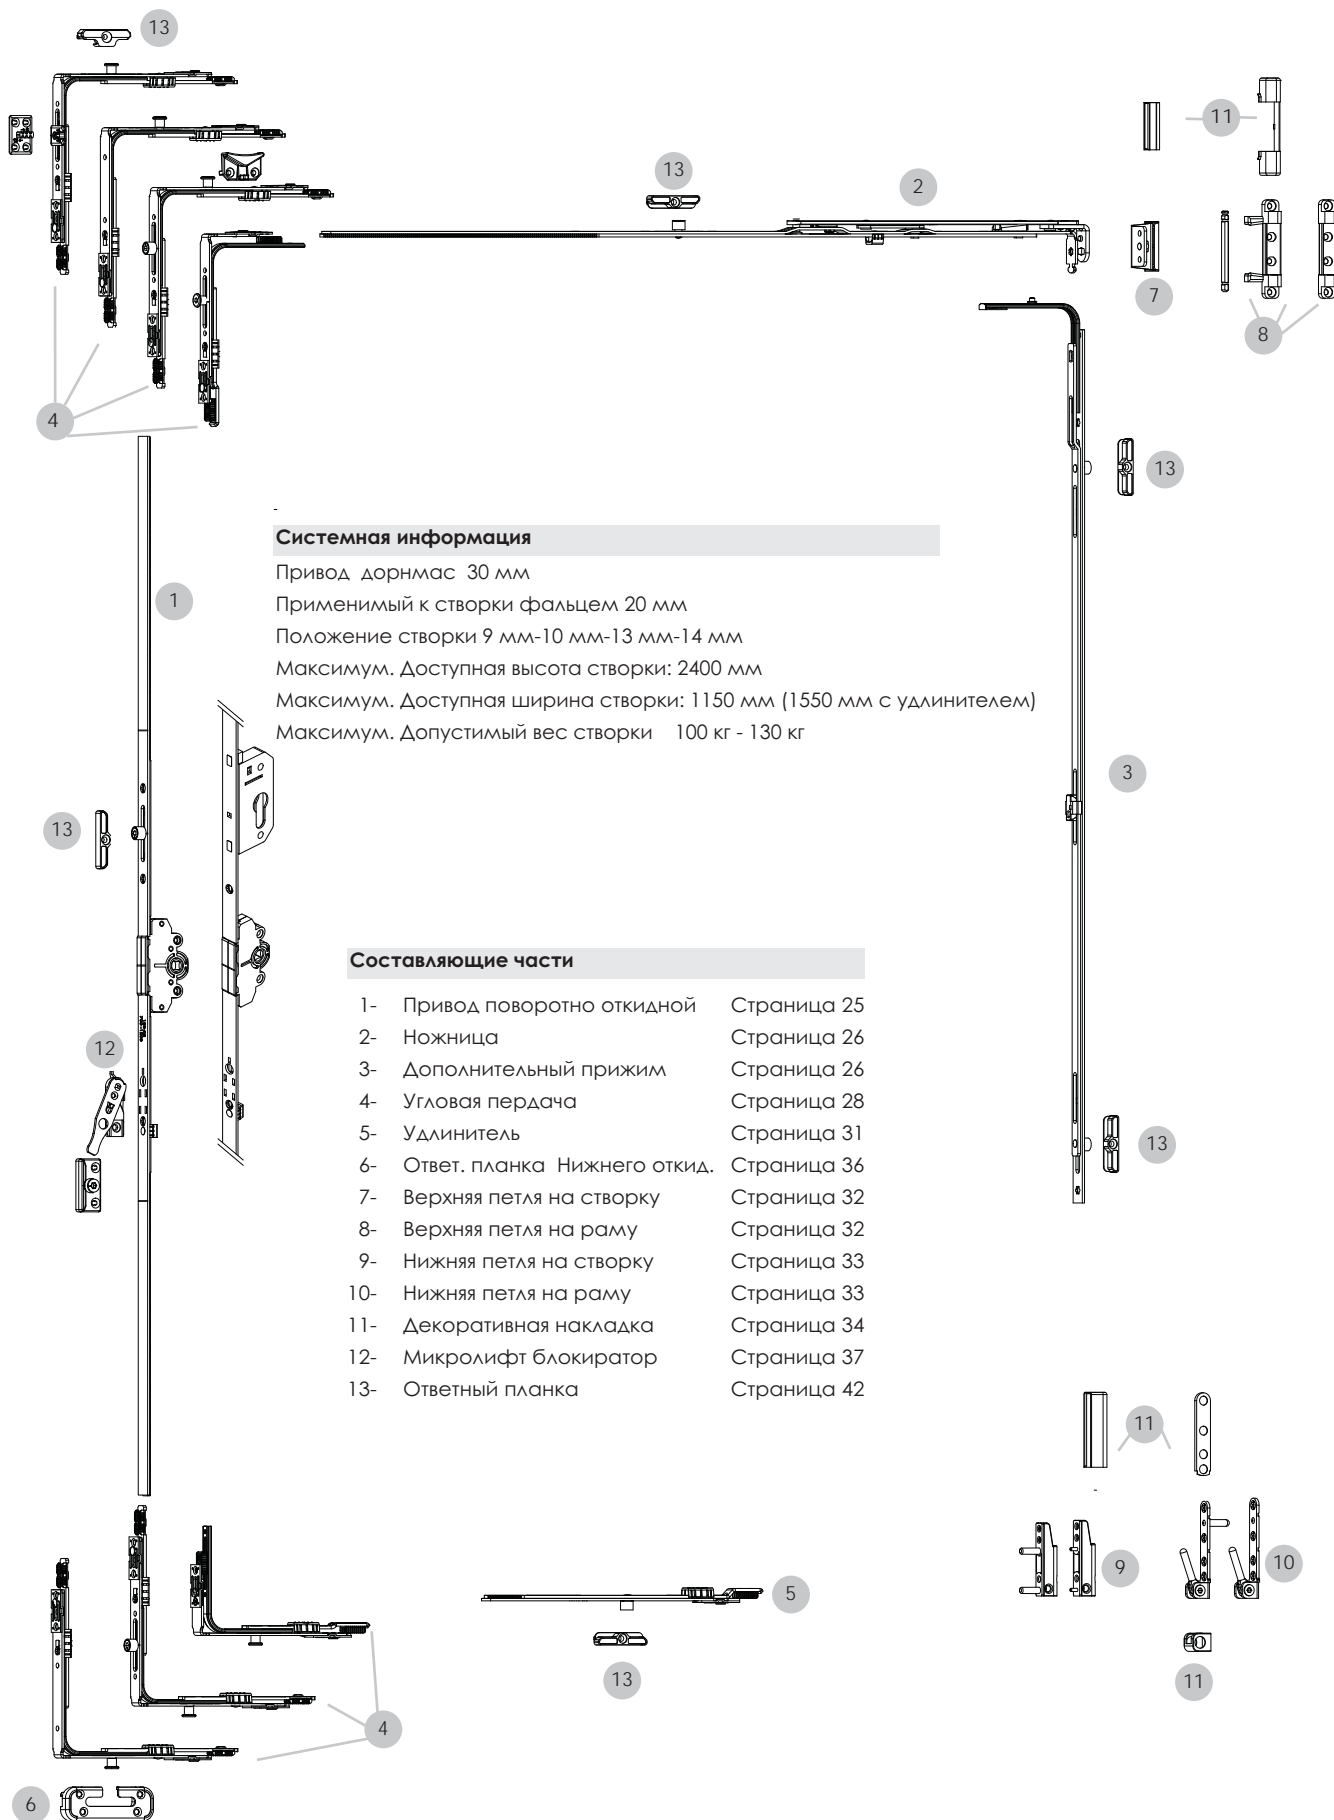 13
11
13
2
7
8
4
13
-
Системная информация
Привод дорнмас 30 мм
Применимый к створки фальцем 20 мм
Положение створки 9 мм-10 мм-13 мм-14 мм
Максимум. Доступная высота створки: 2400 мм
Максимум. Доступная ширина створки: 1150 мм (1550 мм с удлинителем)
Максимум. Допустимый вес створки 100 кг - 130 кг
1
3
13
12
13
Составляющие части
1- Привод поворотно откидной Страница 25
2- Ножница Страница 26
3- Дополнительный прижим Страница 26
4- Угловая пердача Страница 28
5- Удлинитель Страница 31
6- Ответ. планка Нижнего откид. Страница 36
7- Верхняя петля на створку Страница 32
8- Верхняя петля на раму Страница 32
9- Нижняя петля на створку Страница 33
10- Нижняя петля на раму Страница 33
11- Декоративная накладка Страница 34
12- Микролифт блокиратор Страница 37
13- Ответный планка Страница 42
11
-
9
10
5
13
11
4
6